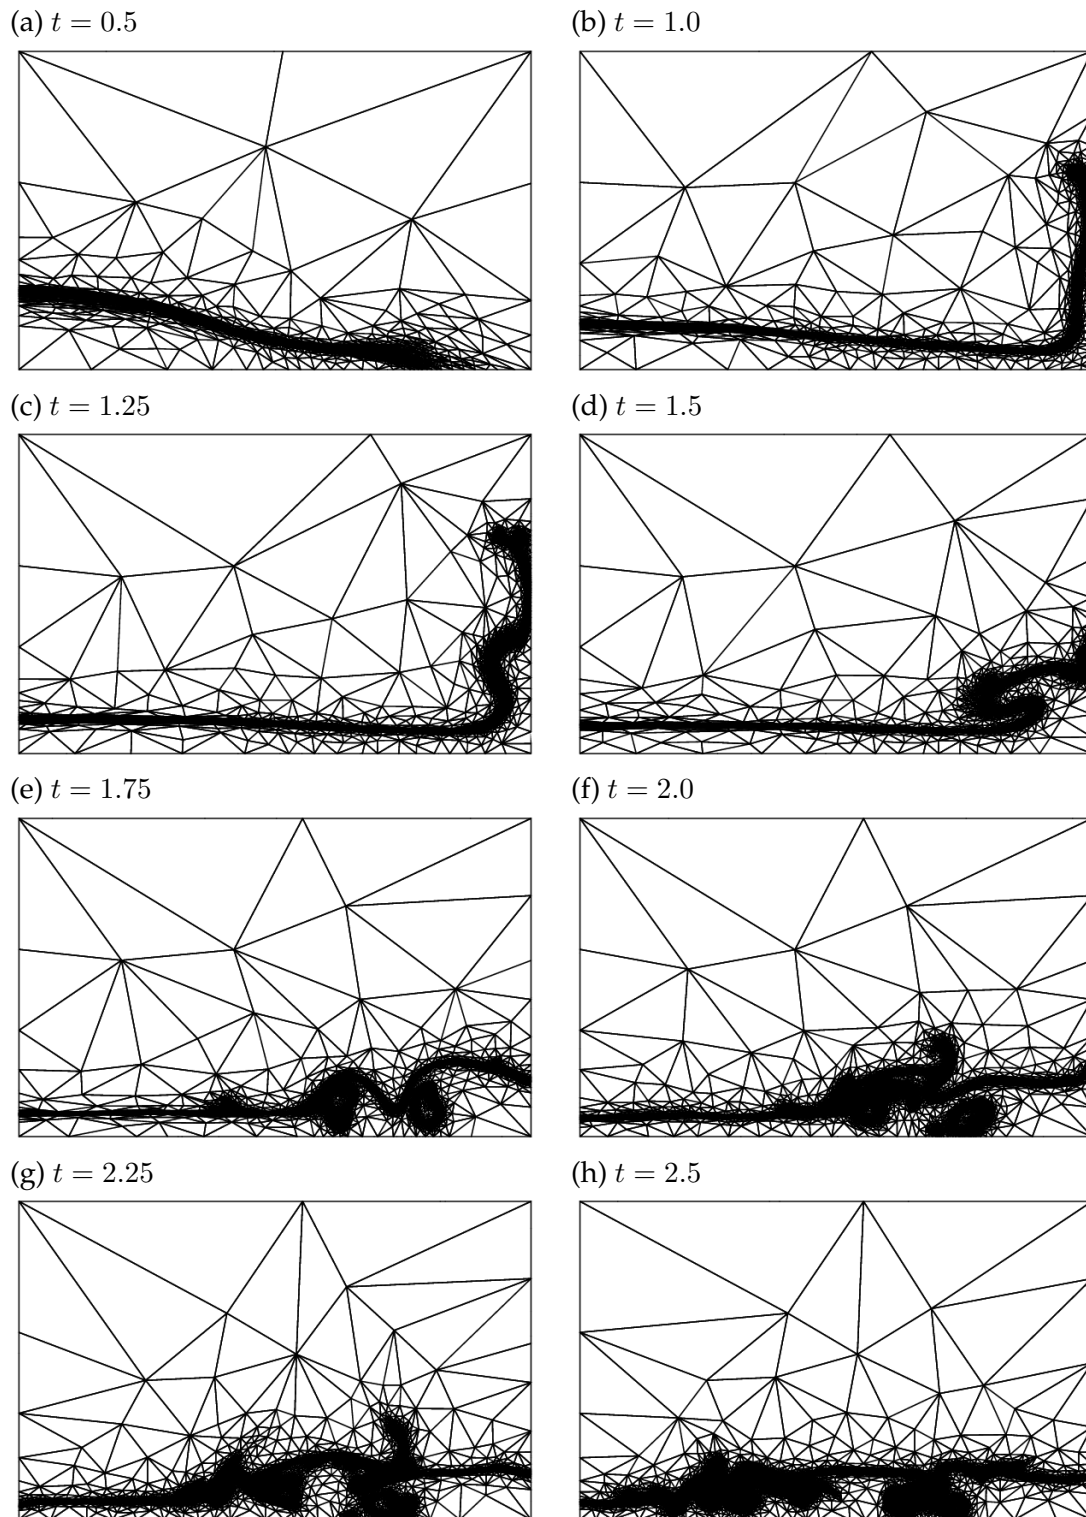 (a) t = 0.5
(b) t = 1.0
(c) t = 1.25
(d) t = 1.5
(e) t = 1.75
(f) t = 2.0
(g) t = 2.25
(h) t = 2.5